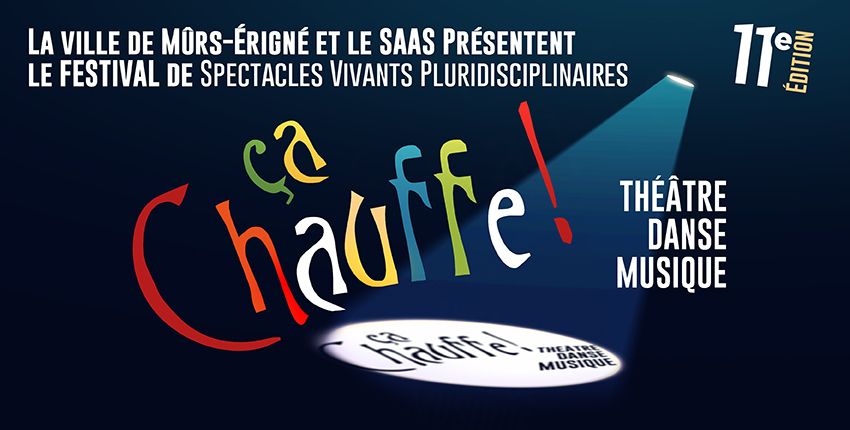 LA VILLE DE MÛRS-ÉRIGNÉ ET LE SAAS PRÉSENTENT
LE FESTIVAL DE SPECTACLES VIVANTS PLURIDISCIPLINAIRES
11e ÉDITION
ça
Chauffe!
THÉÂTRE
DANSE
MUSIQUE
ça
Chauffe!
THÉÂTRE
DANSE
MUSIQUE